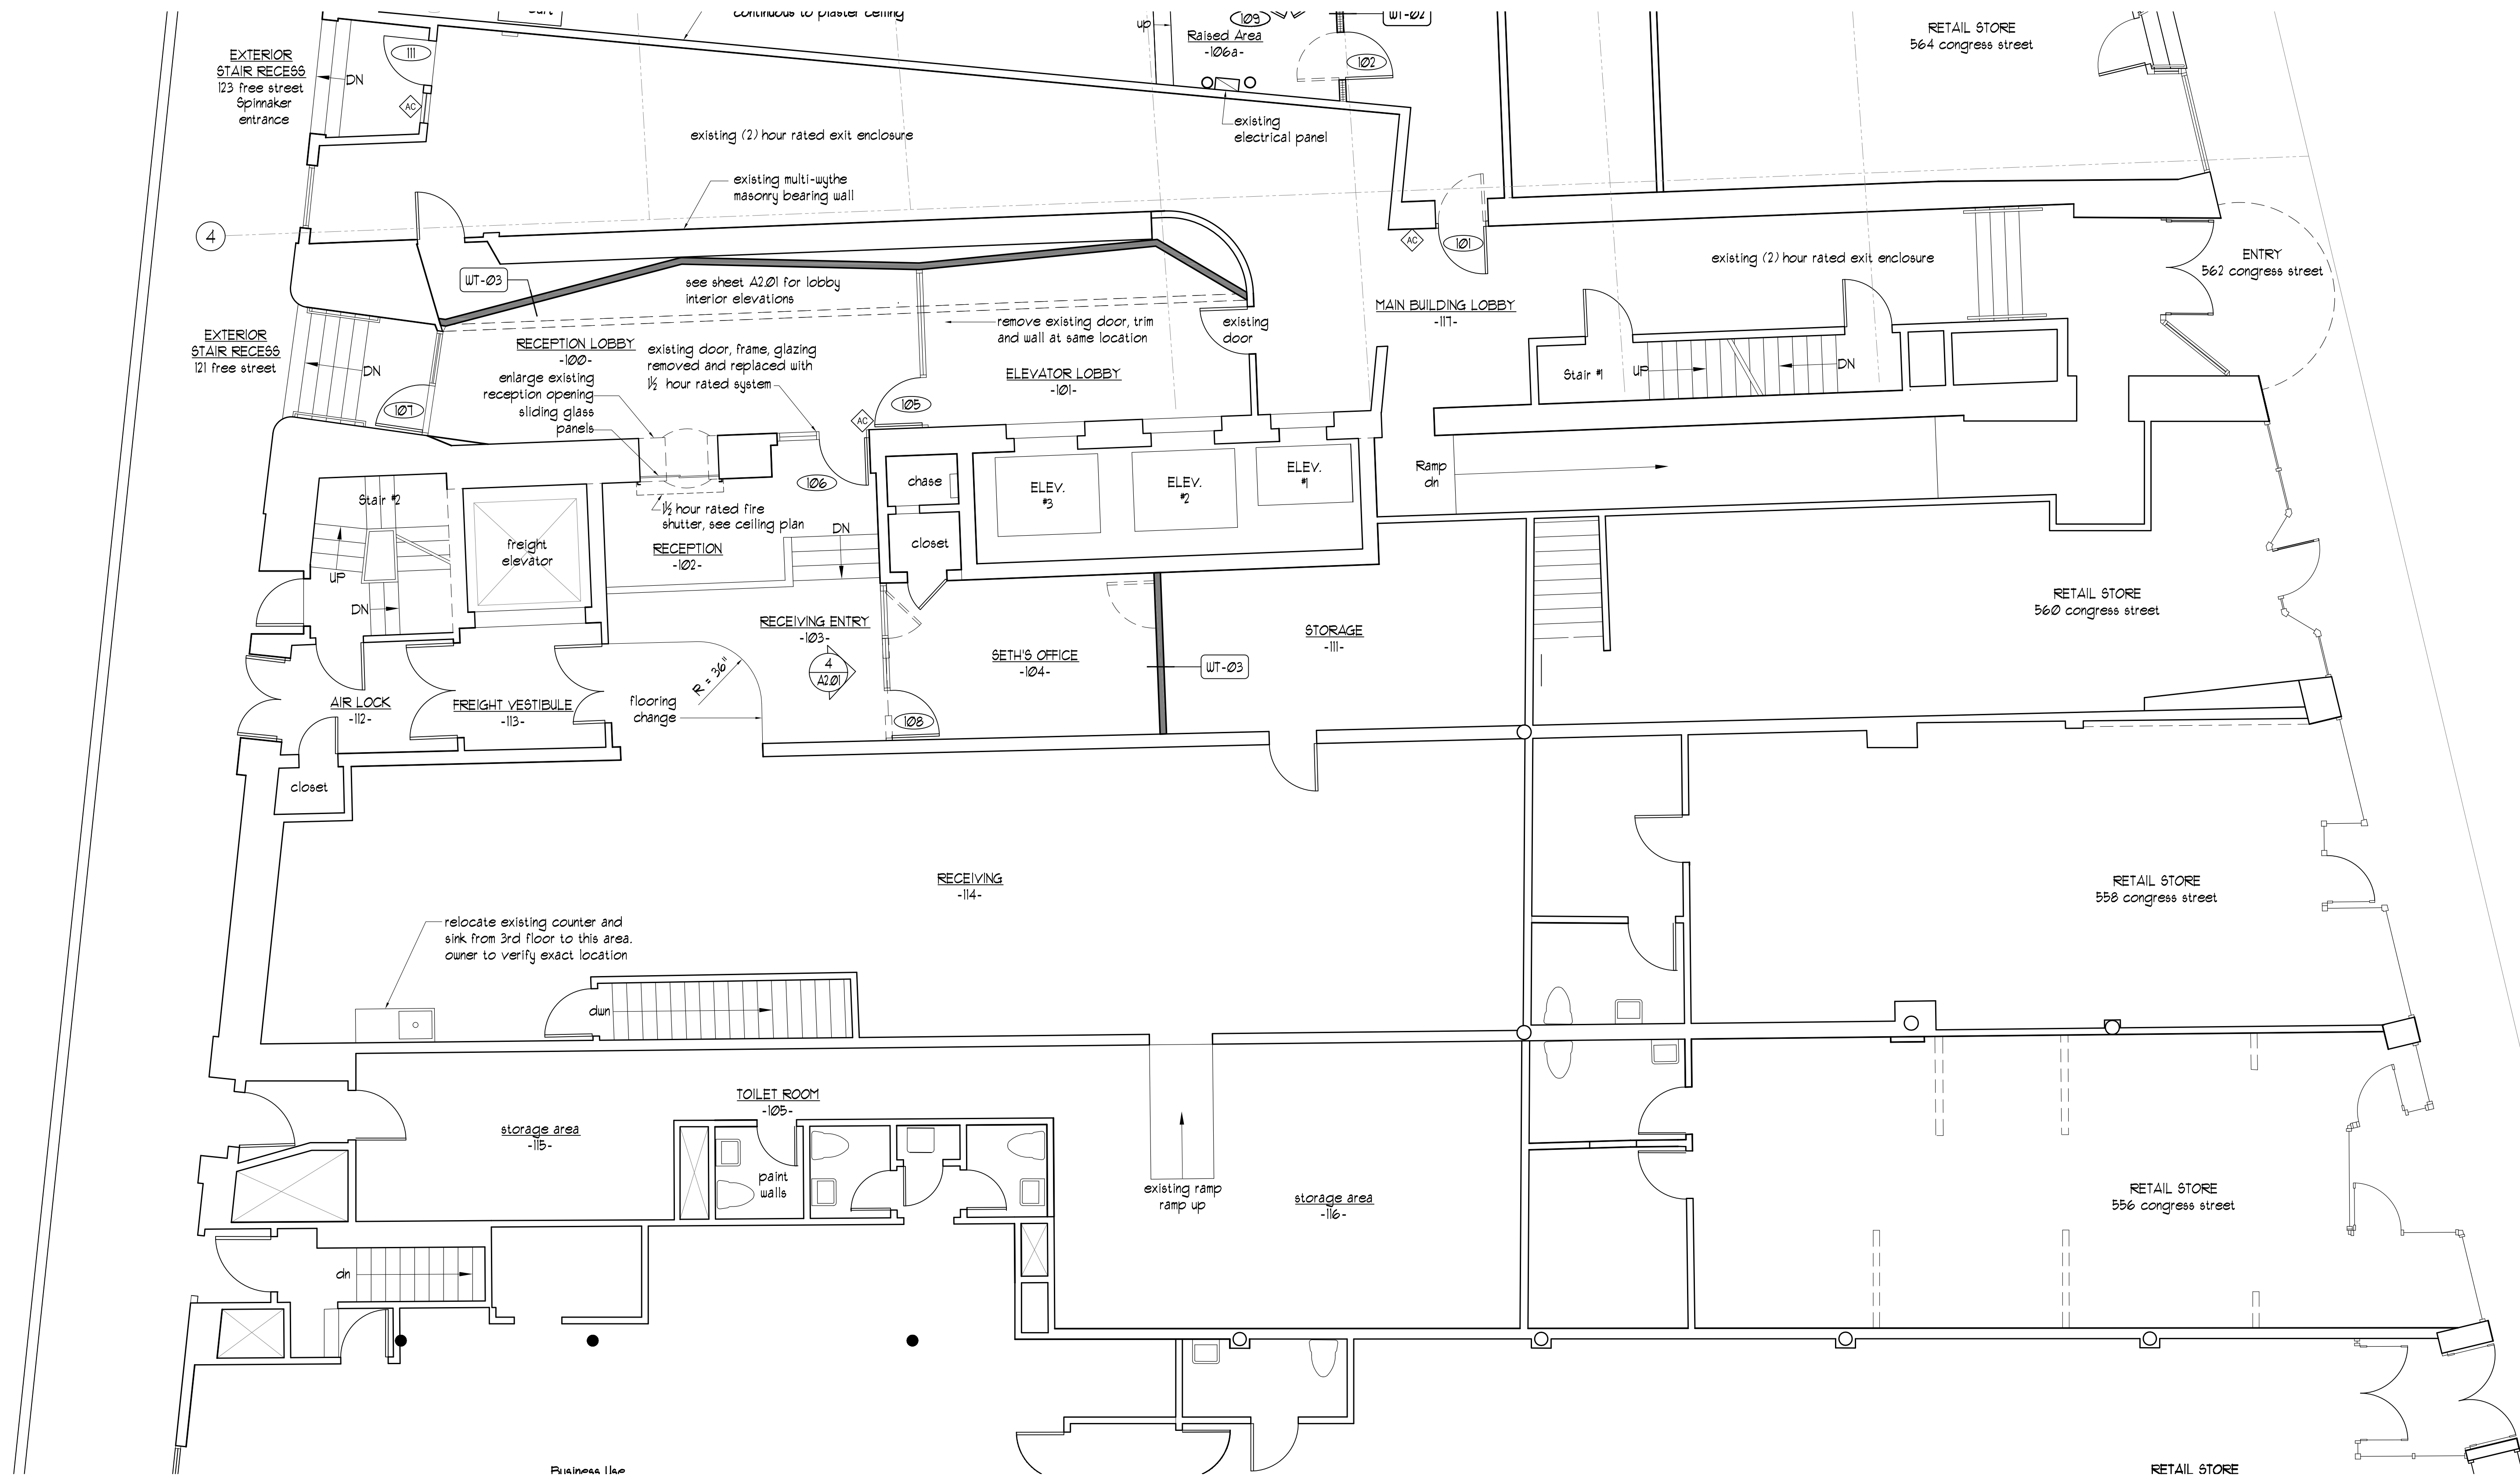 continuous to plaster ceiling
up
109
WT-02
Raised Area
-106a-
102
RETAIL STORE
564 congress street
EXTERIOR
STAIR RECESS
123 free street
Spinnaker
entrance
111
DN
AC
existing (2) hour rated exit enclosure
existing
electrical panel
existing multi-wythe
masonry bearing wall
4
AC
101
existing (2) hour rated exit enclosure
ENTRY
562 congress street
WT-03
see sheet A2.01 for lobby
interior elevations
MAIN BUILDING LOBBY
-117-
EXTERIOR
STAIR RECESS
121 free street
DN
107
RECEPTION LOBBY
-100-
enlarge existing
reception opening
sliding glass
panels
existing door, frame, glazing
removed and replaced with
1½ hour rated system
remove existing door, trim
and wall at same location
existing
door
ELEVATOR LOBBY
-101-
105
AC
Stair #1
UP
DN
Ramp
dn
Stair #2
UP
DN
freight
elevator
106
1½ hour rated fire
shutter, see ceiling plan
RECEPTION
-102-
DN
chase
closet
ELEV.
#3
ELEV.
#2
ELEV.
#1
RETAIL STORE
560 congress street
RECEIVING ENTRY
-103-
4
A2.01
SETH'S OFFICE
-104-
WT-03
STORAGE
-111-
AIR LOCK
-112-
FREIGHT VESTIBULE
-113-
R = 36"
flooring
change
108
closet
RECEIVING
-114-
RETAIL STORE
558 congress street
relocate existing counter and
sink from 3rd floor to this area.
owner to verify exact location
dwn
TOILET ROOM
-105-
storage area
-115-
paint
walls
existing ramp
ramp up
storage area
-116-
RETAIL STORE
556 congress street
dn
Business Use
RETAIL STORE